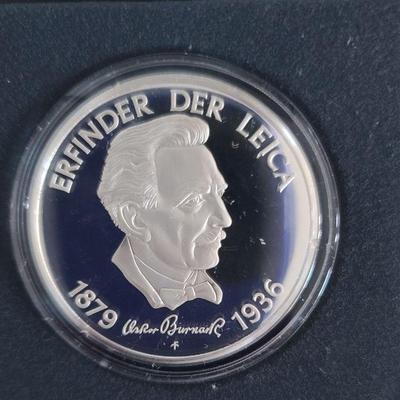 ERFINDER DER LEICA
1879 Oskar Barnack 1936